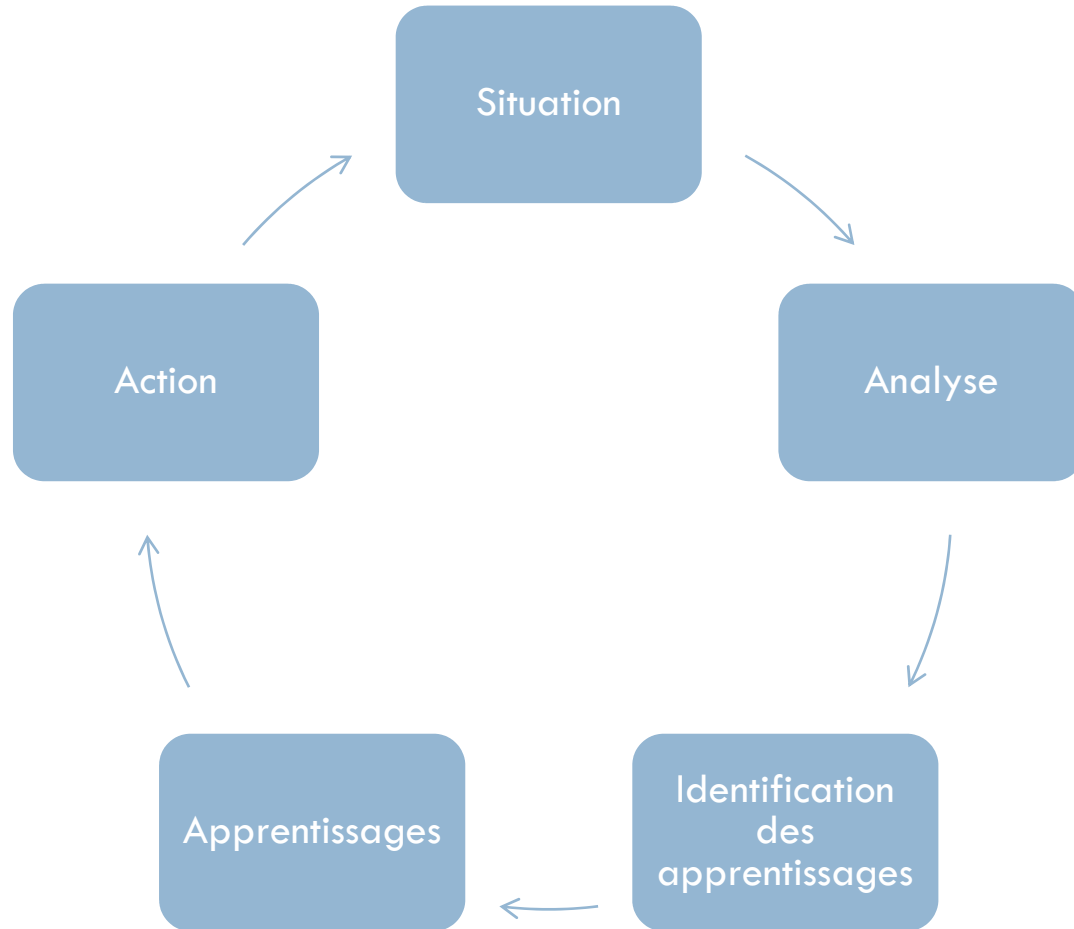 Situation
Analyse
Identification
des
apprentissages
Apprentissages
Action